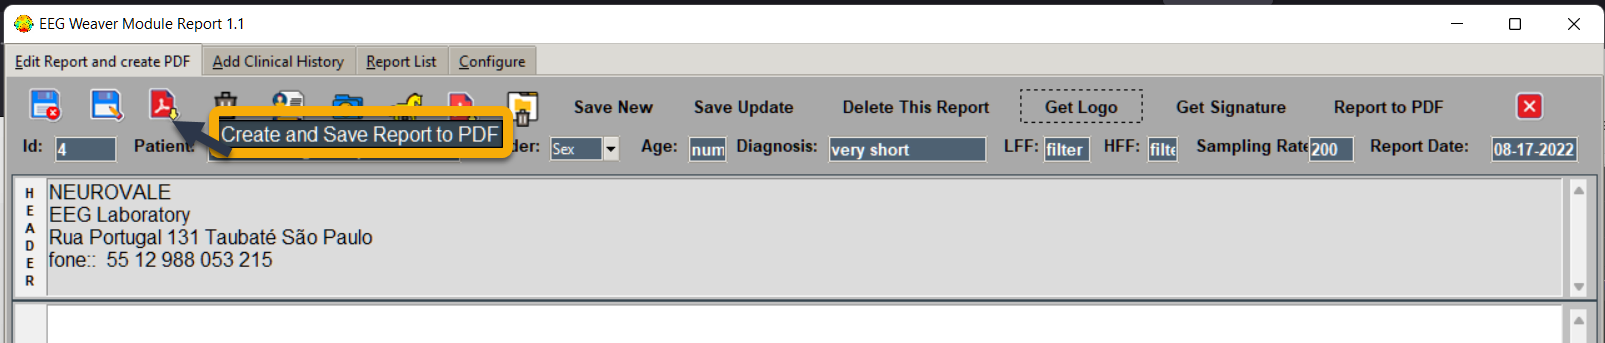 EEG Weaver Module Report 1.1
Edit Report and create PDF Add Clinical History Report List Configure
Save New Save Update Delete This Report Get Logo Get Signature Report to PDF
Create and Save Report to PDF
Id: 4 Patient: der: Sex Age: num Diagnosis: very short LFF: filter HFF: filte Sampling Rate 200 Report Date: 08-17-2022
HEADER
NEUROVALE
EEG Laboratory
Rua Portugal 131 Taubaté São Paulo
fone:: 55 12 988 053 215